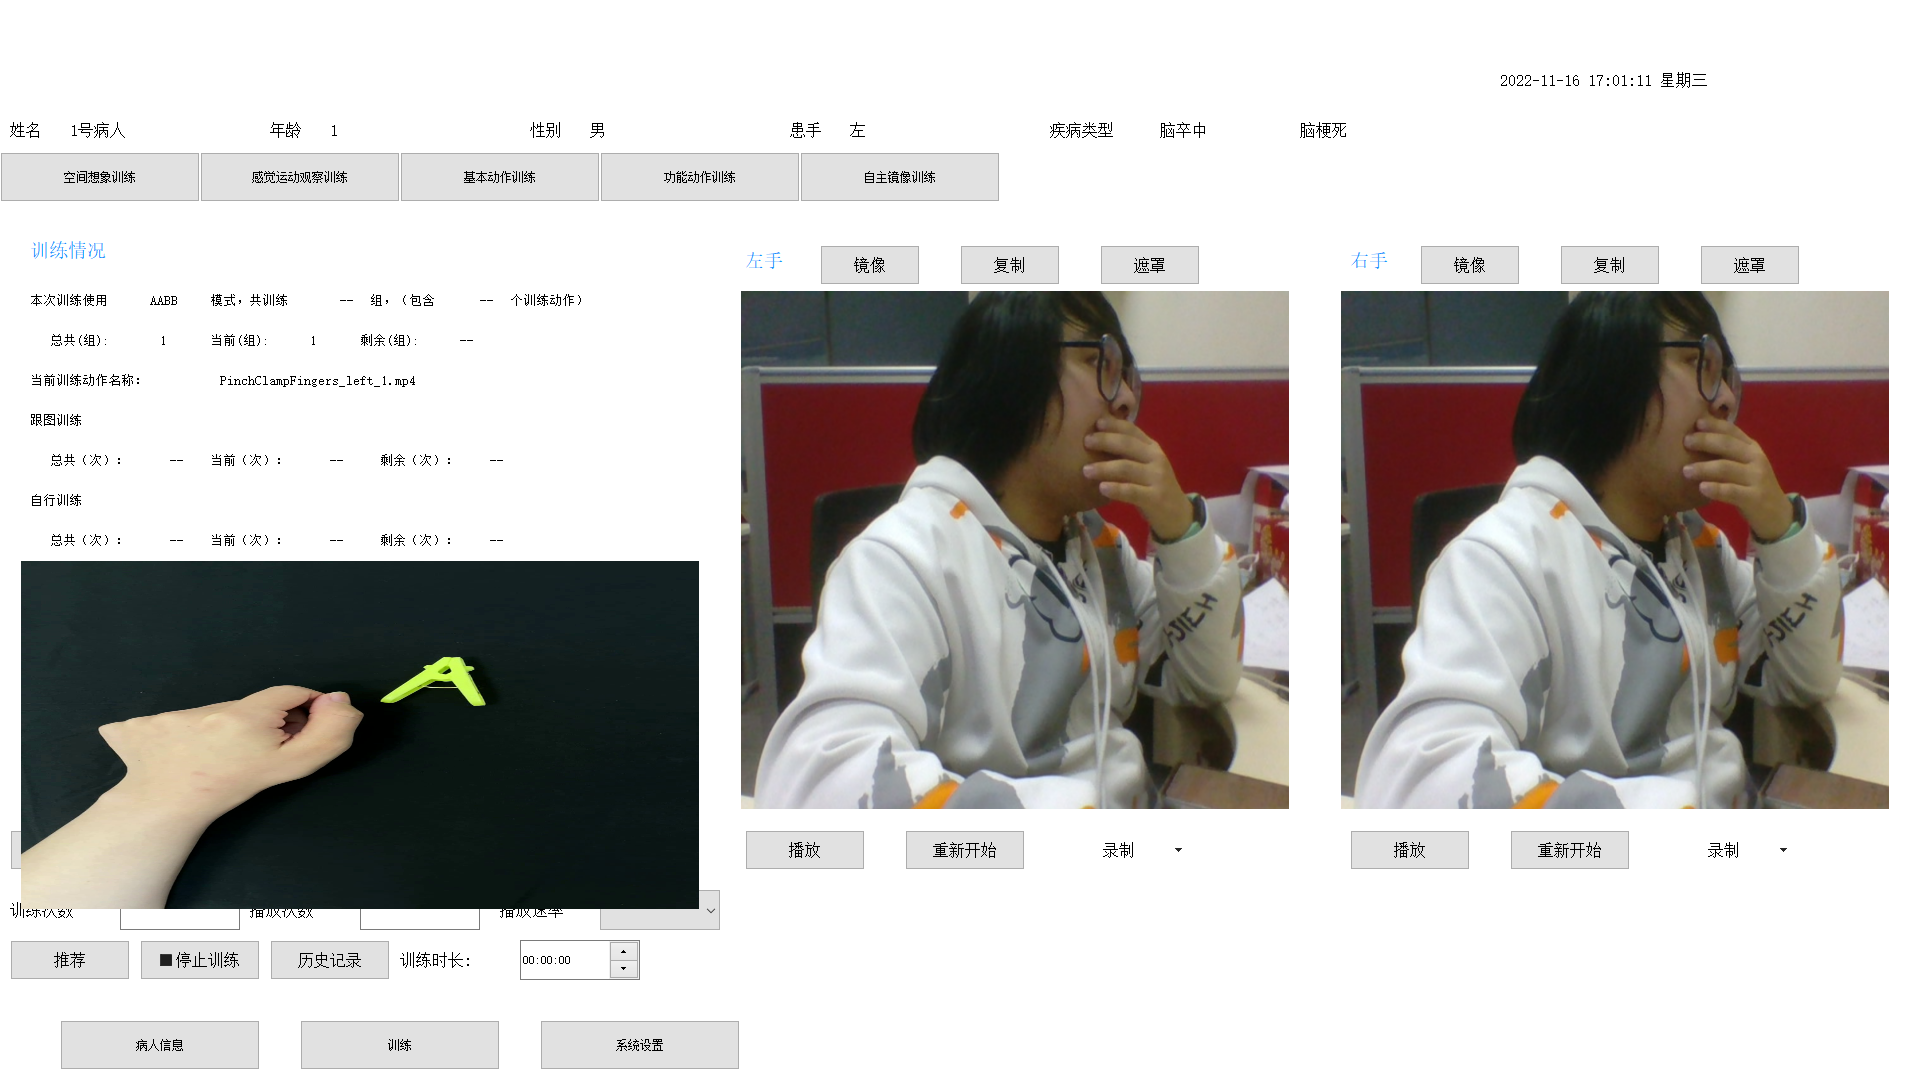 2022-11-16 17:01:11 星期三
姓名 1号病人 年龄 1 性别 男 患手 左 疾病类型 脑卒中 脑梗死
空间想象训练 感觉运动观察训练 基本动作训练 功能动作训练 自主镜像训练
训练情况
左手 镜像 复制 遮罩 右手 镜像 复制 遮罩
本次训练使用 AABB 模式，共训练 -- 组，（包含 -- 个训练动作）
总共(组): 1 当前(组): 1 剩余(组): --
当前训练动作名称: PinchClampFingers_left_1.mp4
跟图训练
总共（次）: -- 当前（次）: -- 剩余（次）: --
自行训练
总共（次）: -- 当前（次）: -- 剩余（次）: --
播放 重新开始 录制 播放 重新开始 录制
训练次数 播放次数 播放速率
推荐 ■停止训练 历史记录 训练时长: 00:00:00
病人信息 训练 系统设置